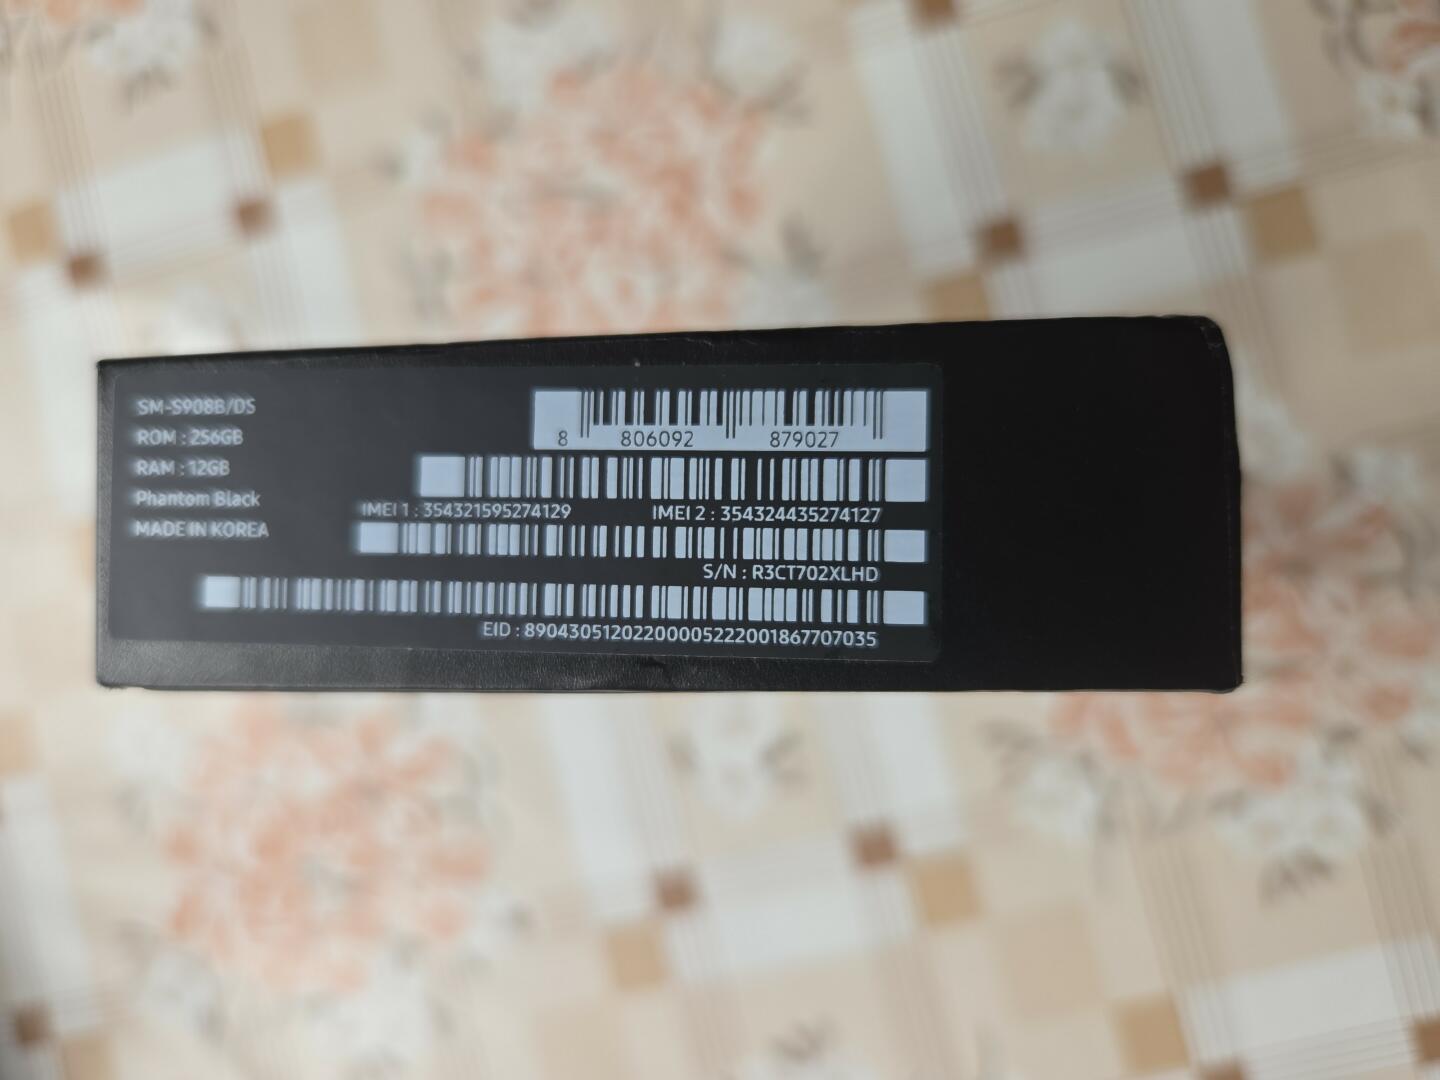 SM-S908B/DS
ROM : 256GB
RAM : 12GB
Phantom Black
MADE IN KOREA
8 806092 879027
IMEI 1 : 354321595274129 IMEI 2 : 354324435274127
S/N : R3CT702XLHD
EID : 89043051202200005222001867707035